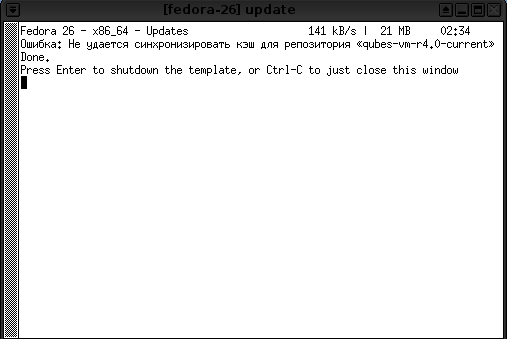 [fedora-26] update
Fedora 26 - x86_64 - Updates 141 kB/s | 21 MB 02:34
Ошибка: Не удается синхронизировать кэш для репозитория «qubes-vm-r4.0-current»
Done.
Press Enter to shutdown the template, or Ctrl-C to just close this window